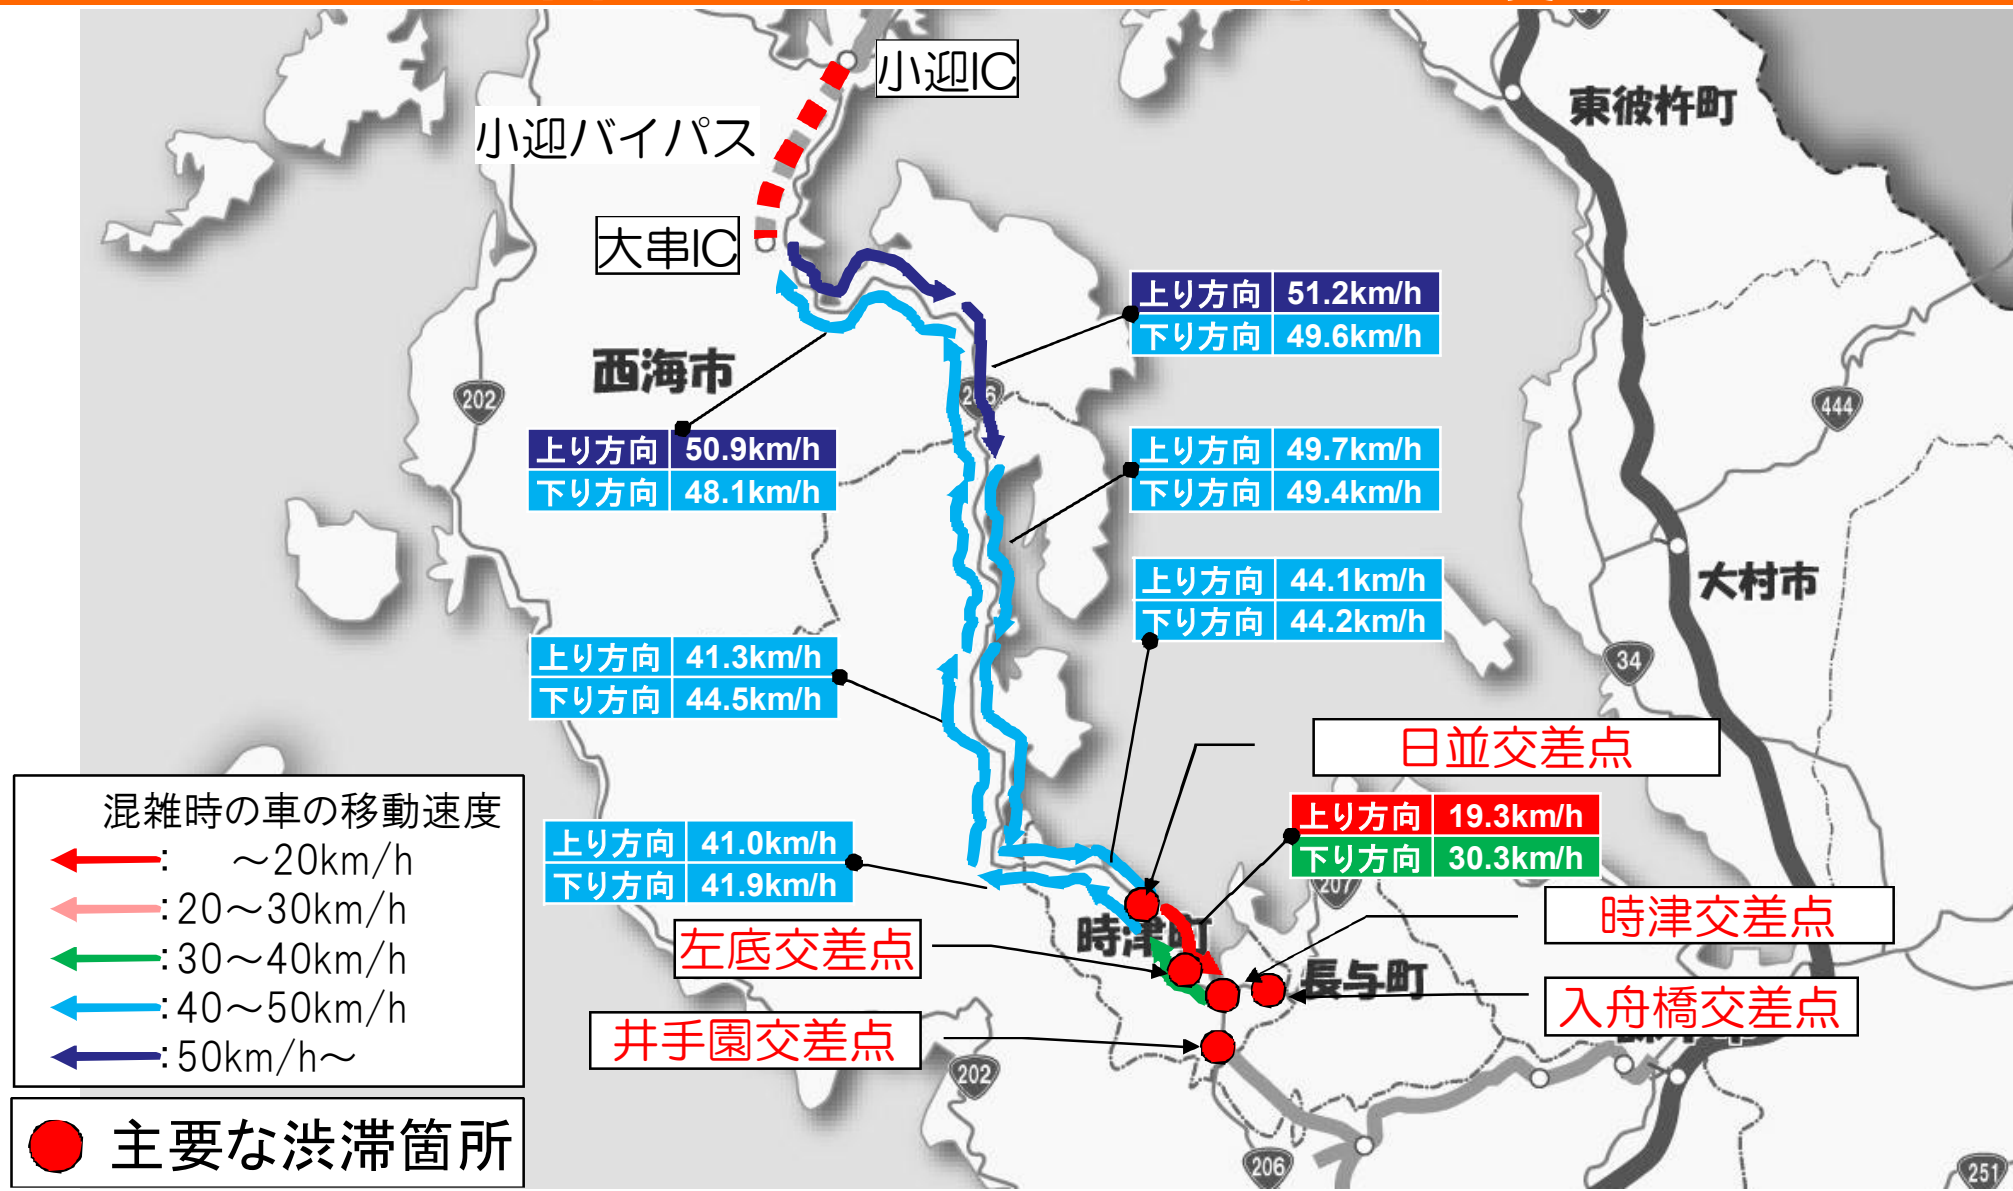 小迎IC
小迎バイパス
大串IC
東彼杵町
西海市
大村市
時津町
長与町
202
444
34
207
202
206
251
上り方向 51.2km/h
下り方向 49.6km/h
上り方向 50.9km/h
下り方向 48.1km/h
上り方向 49.7km/h
下り方向 49.4km/h
上り方向 44.1km/h
下り方向 44.2km/h
上り方向 41.3km/h
下り方向 44.5km/h
上り方向 41.0km/h
下り方向 41.9km/h
上り方向 19.3km/h
下り方向 30.3km/h
日並交差点
時津交差点
左底交差点
入舟橋交差点
井手園交差点
混雑時の車の移動速度
： ～20km/h
：20～30km/h
：30～40km/h
：40～50km/h
：50km/h～
主要な渋滞箇所